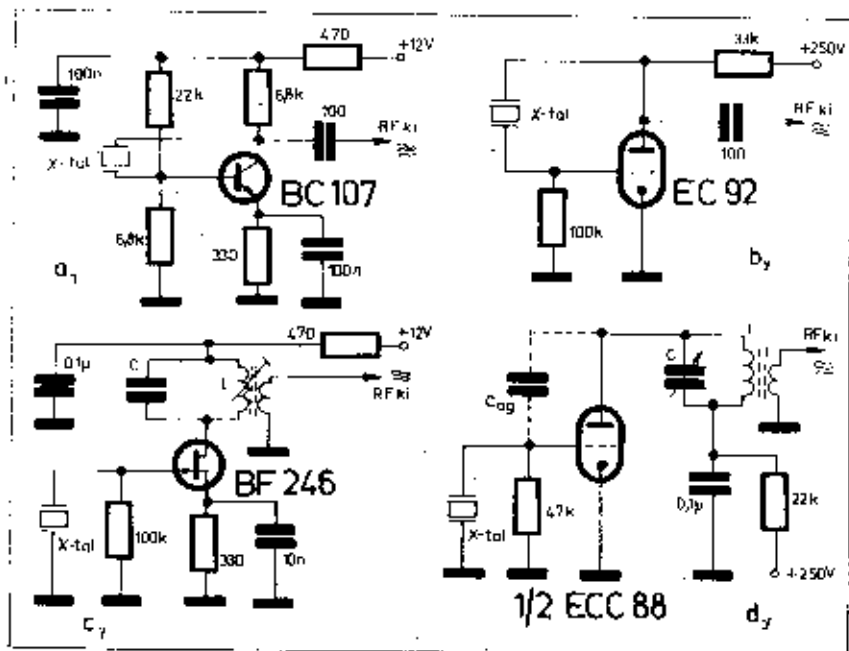 470
+12V
100n
22k
6,8k
100
RF ki
X-tal
BC 107
6,8k
330
100n
a,
33k
+250V
X-tal
RF ki
100
EC 92
100k
b,
470
+12V
0,1µ
C
L
RF ki
BF 246
X-tal
100k
330
10n
c,
RF ki
C
Cag
X-tal
47k
0,1µ
22k
+250V
1/2 ECC 88
d,